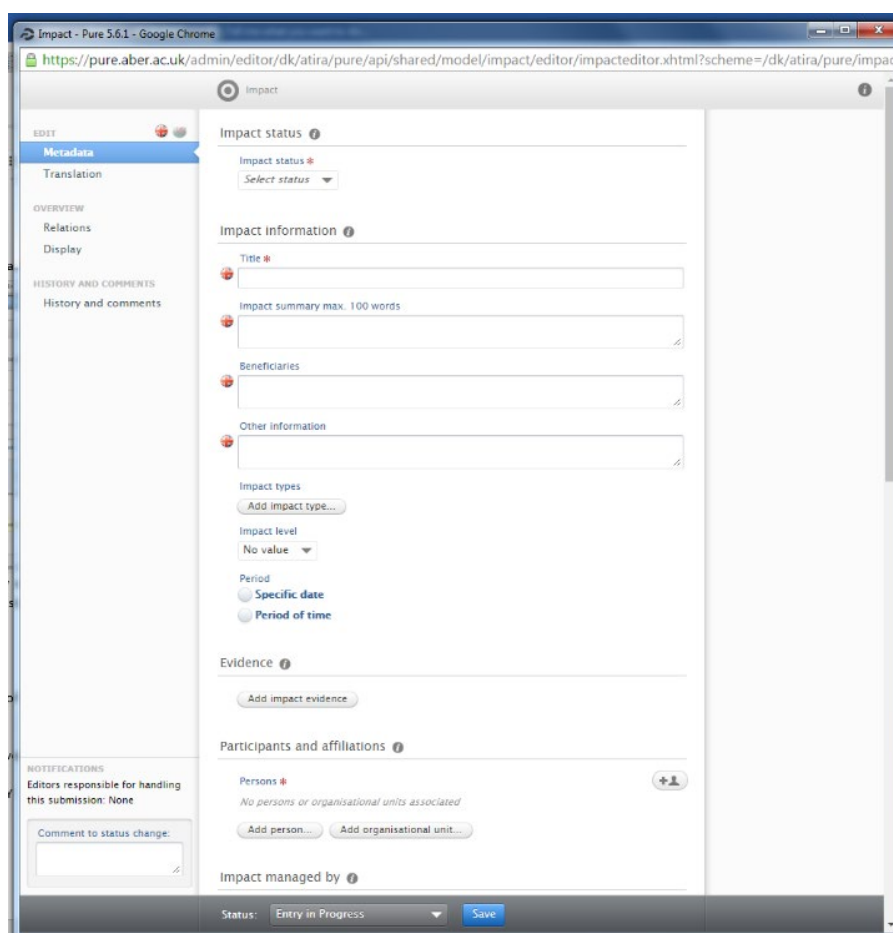 Impact - Pure 5.6.1 - Google Chrome
https://pure.aber.ac.uk/admin/editor/dk/atira/pure/api/shared/model/impact/editor/impacteditor.xhtml?scheme=/dk/atira/pure/impac
Impact
EDIT
Metadata
Translation
OVERVIEW
Relations
Display
HISTORY AND COMMENTS
History and comments
Impact status
Impact status *
Select status
Impact information
Title *
Impact summary max. 100 words
Beneficiaries
Other information
Impact types
Add impact type...
Impact level
No value
Period
Specific date
Period of time
Evidence
Add impact evidence
Participants and affiliations
Persons *
No persons or organisational units associated
Add person... Add organisational unit...
Impact managed by
NOTIFICATIONS
Editors responsible for handling
this submission: None
Comment to status change:
Status: Entry in Progress Save